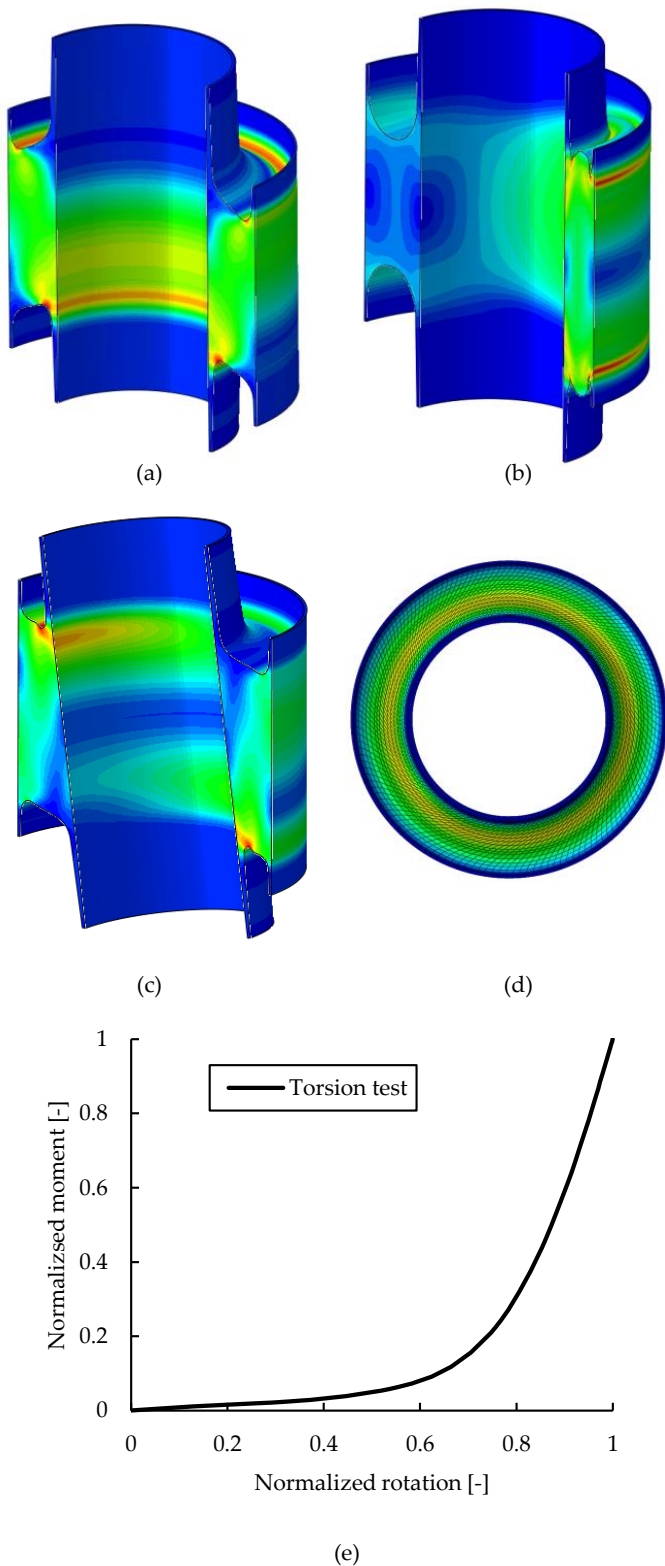 (a)
(b)
(c)
(d)
1
0.8
0.6
0.4
0.2
0
Normalizsed moment [-]
Torsion test
0
0.2
0.4
0.6
0.8
1
Normalized rotation [-]
(e)